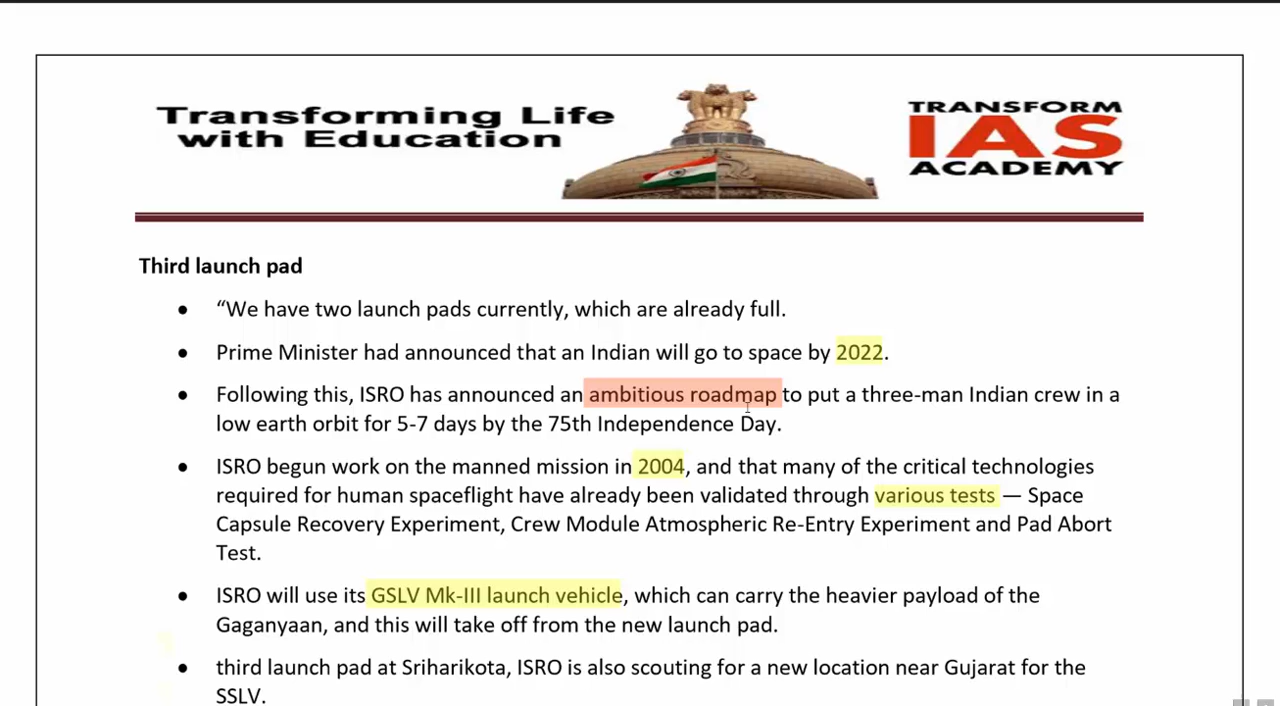 Transforming Life
with Education
TRANSFORM
IAS
ACADEMY
Third launch pad
• “We have two launch pads currently, which are already full.
• Prime Minister had announced that an Indian will go to space by 2022.
• Following this, ISRO has announced an ambitious roadmap to put a three-man Indian crew in a
low earth orbit for 5-7 days by the 75th Independence Day.
• ISRO begun work on the manned mission in 2004, and that many of the critical technologies
required for human spaceflight have already been validated through various tests — Space
Capsule Recovery Experiment, Crew Module Atmospheric Re-Entry Experiment and Pad Abort
Test.
• ISRO will use its GSLV Mk-III launch vehicle, which can carry the heavier payload of the
Gaganyaan, and this will take off from the new launch pad.
• third launch pad at Sriharikota, ISRO is also scouting for a new location near Gujarat for the
SSLV.